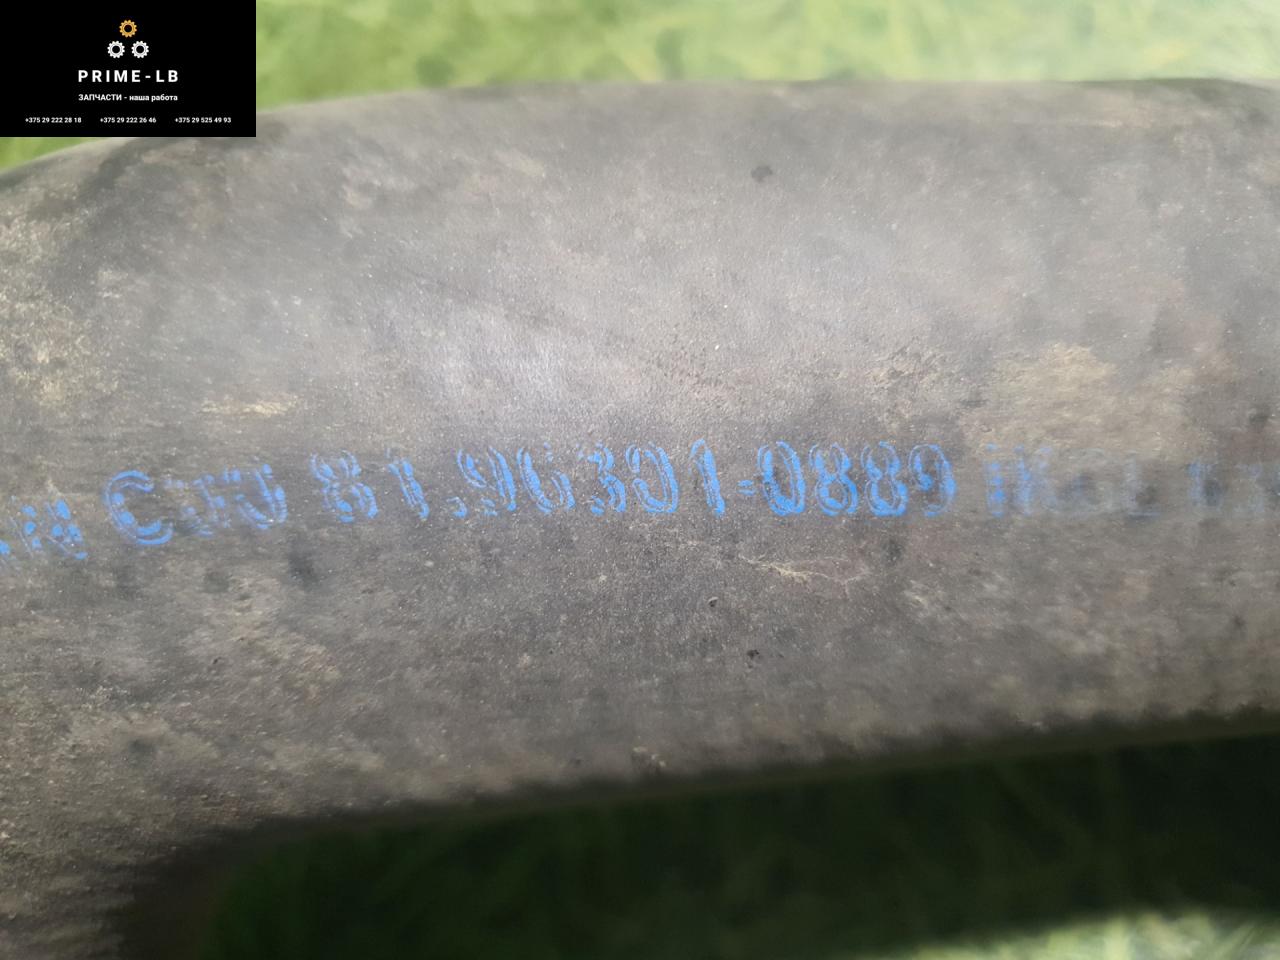 PRIME-LB
ЗАПЧАСТИ - наша работа
+375 29 222 28 18 +375 29 222 26 46 +375 29 525 49 93
81.96301-0889